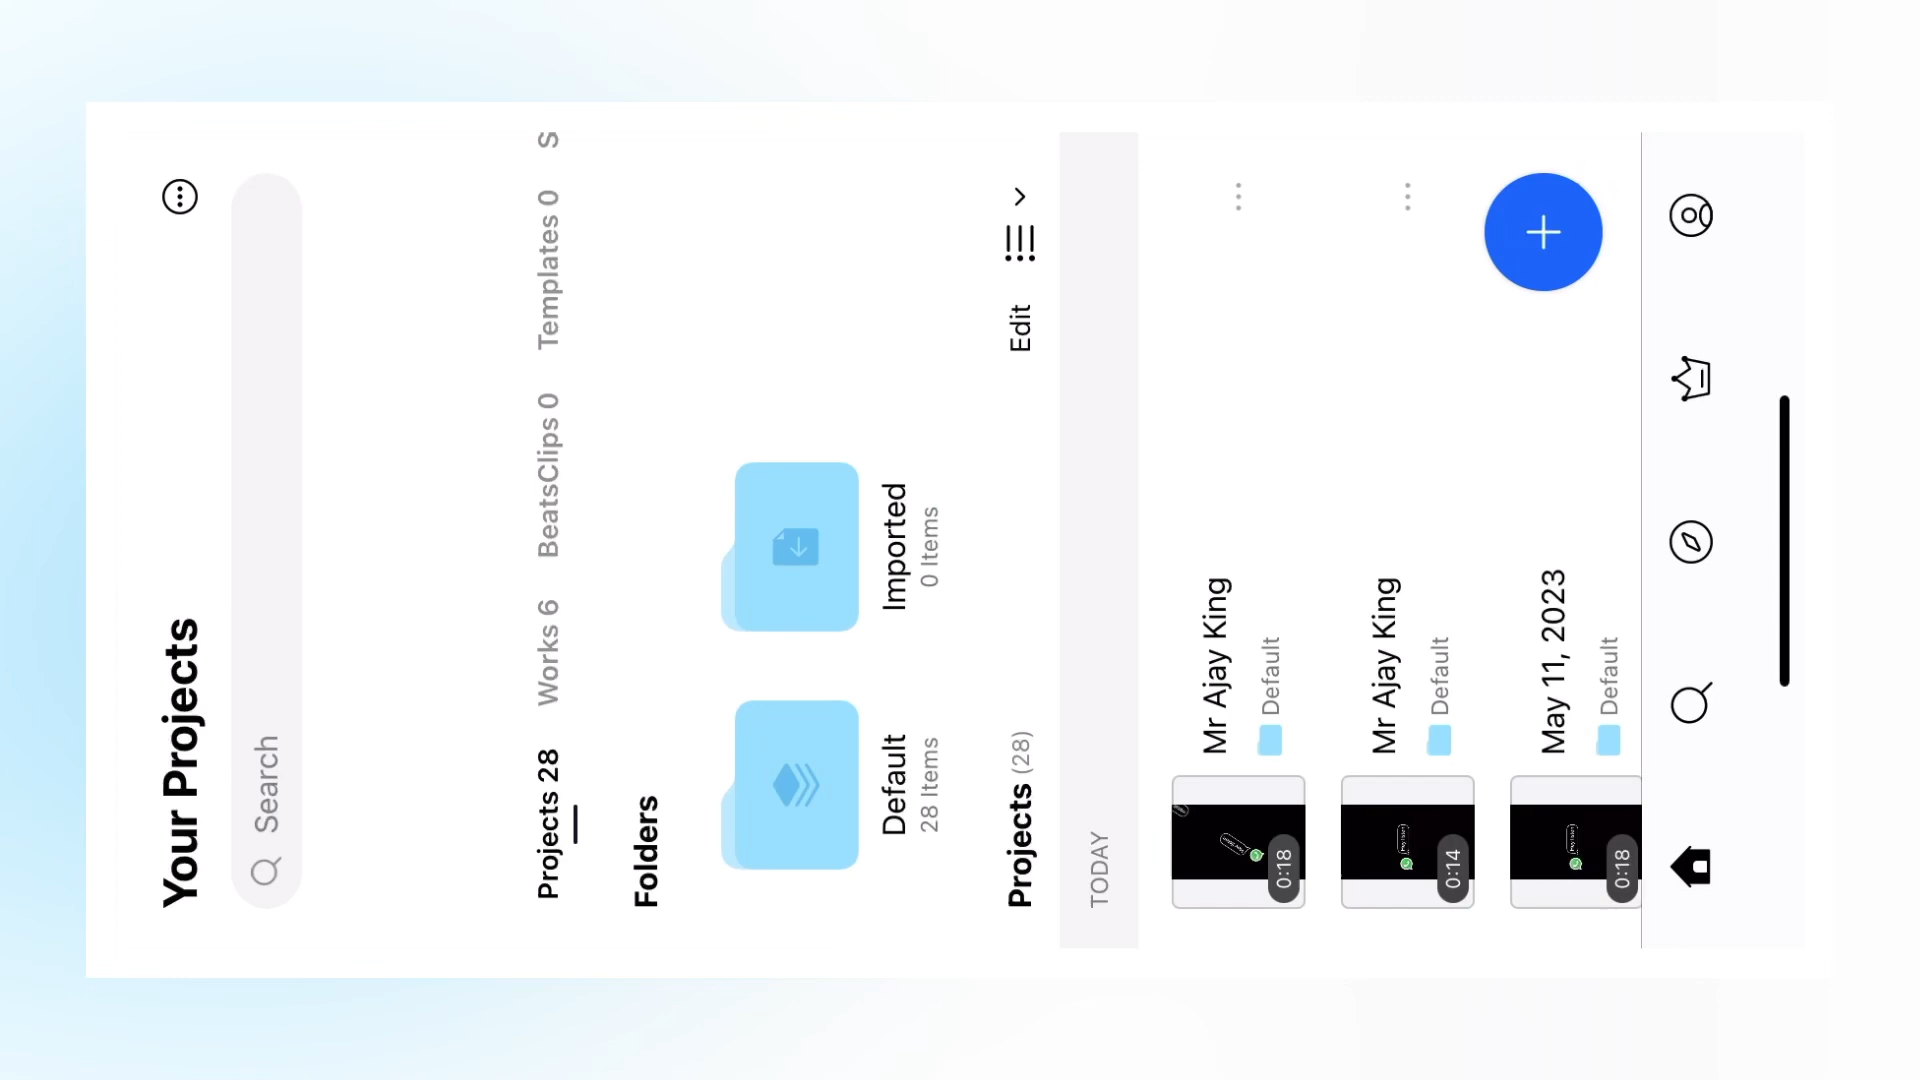 Your Projects
Search
Projects 28 Works 6 BeatsClips 0 Templates 0 S
Folders
Default
28 Items
Imported
0 Items
Projects (28)
Edit
TODAY
Mr Ajay King
Default
0:18
Mr Ajay King
Default
0:14
May 11, 2023
Default
0:18